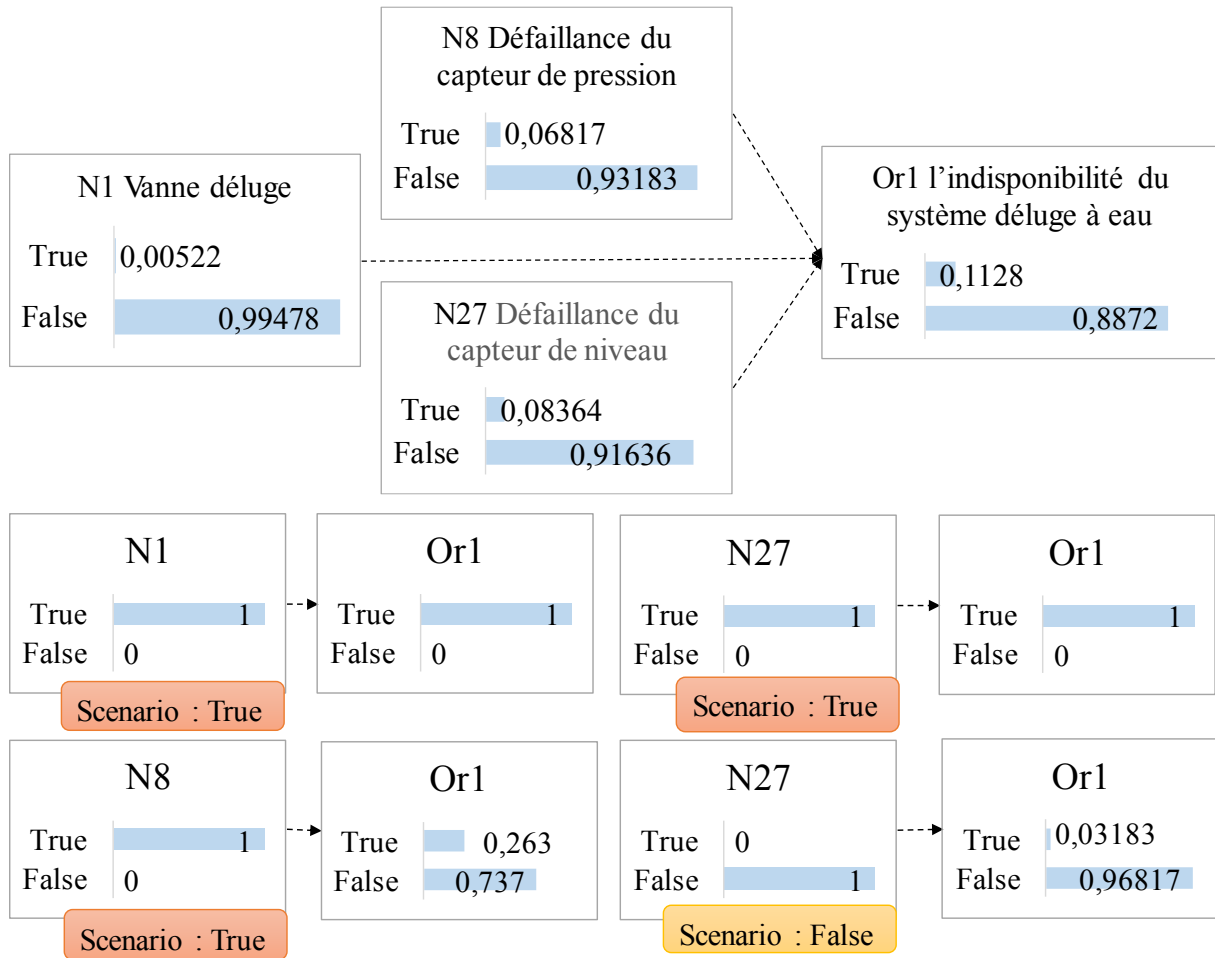 N8 Défaillance du
capteur de pression
True 0,06817
False 0,93183
N1 Vanne déluge
True 0,00522
False 0,99478
N27 Défaillance du
capteur de niveau
True 0,08364
False 0,91636
Or1 l’indisponibilité du
système déluge à eau
True 0,1128
False 0,8872
N1
True 1
False 0
Scenario : True
Or1
True 1
False 0
N27
True 1
False 0
Scenario : True
Or1
True 1
False 0
N8
True 1
False 0
Scenario : True
Or1
True 0,263
False 0,737
N27
True 0
False 1
Scenario : False
Or1
True 0,03183
False 0,96817